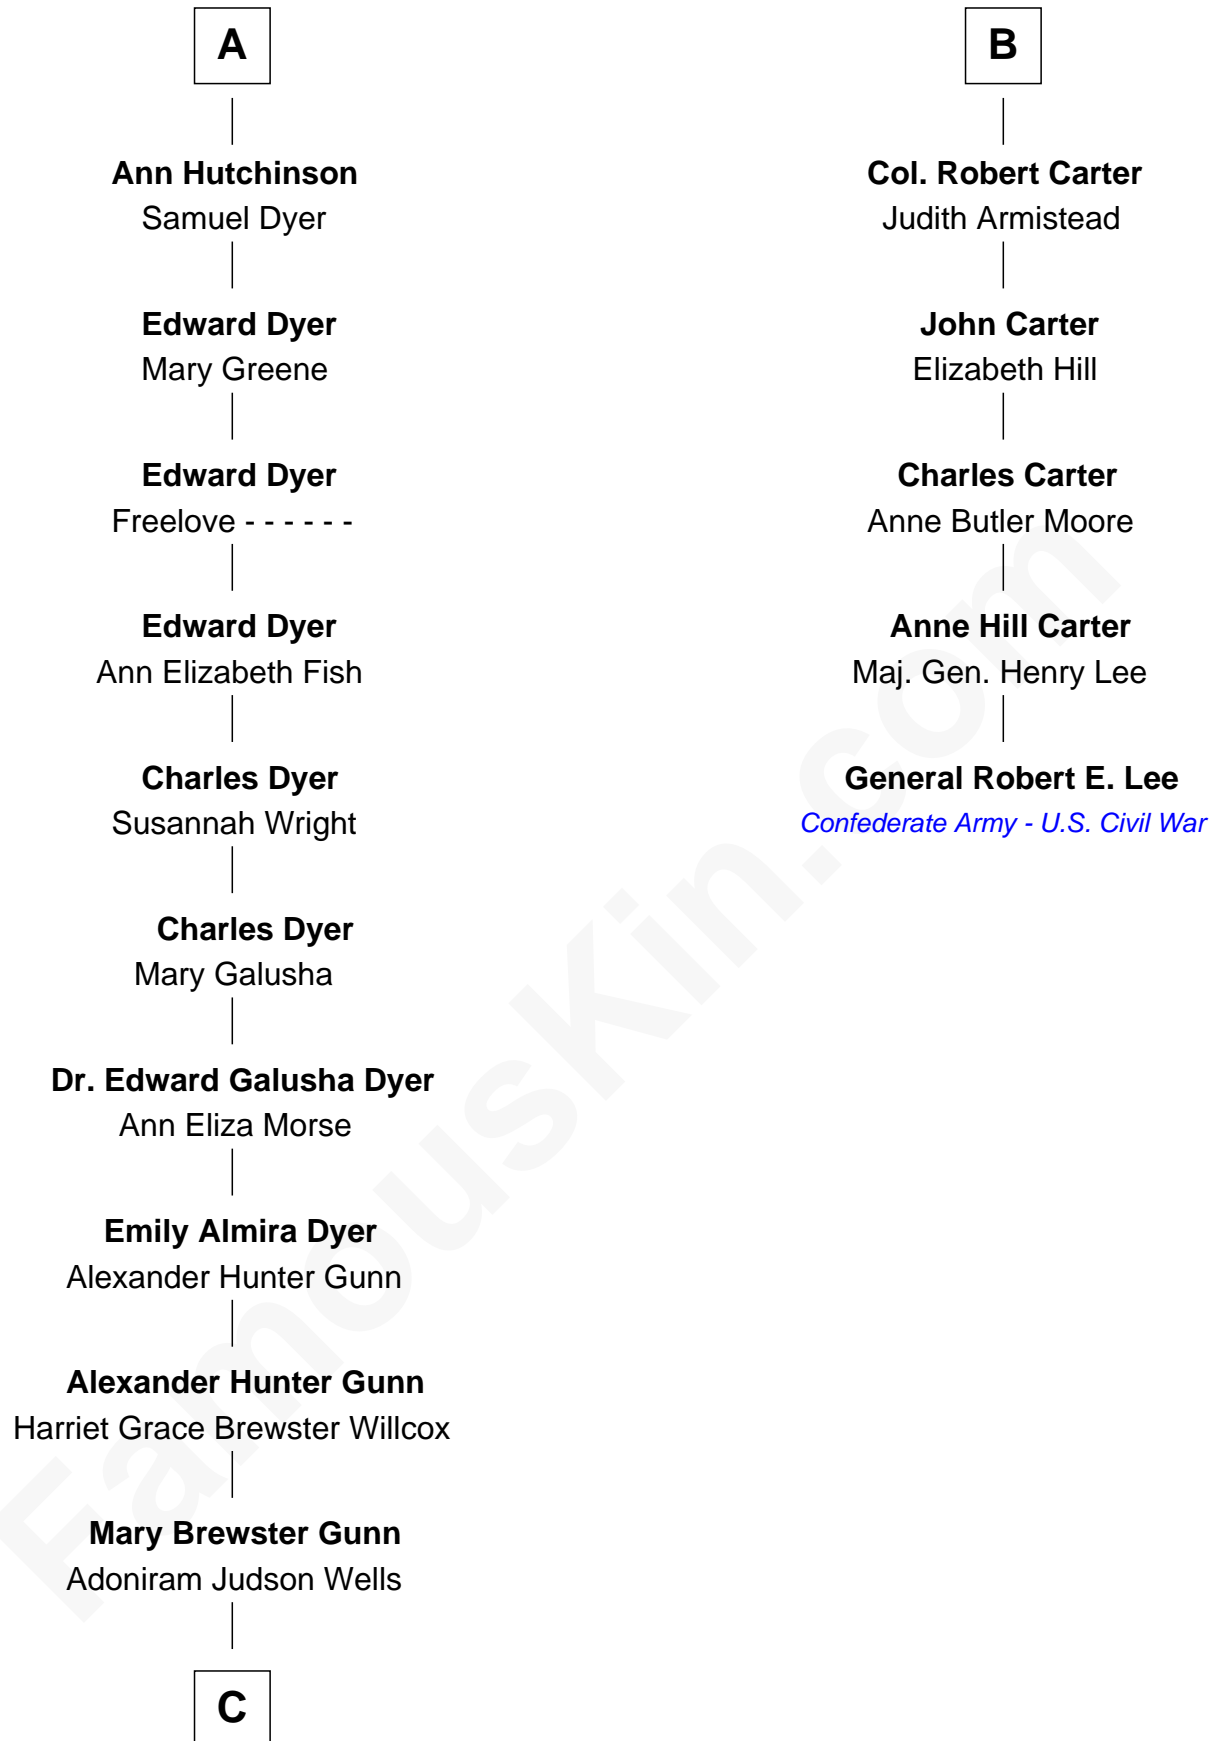 A
Ann Hutchinson
Samuel Dyer
Edward Dyer
Mary Greene
Edward Dyer
Freelove - - - - - -
Edward Dyer
Ann Elizabeth Fish
Charles Dyer
Susannah Wright
Charles Dyer
Mary Galusha
Dr. Edward Galusha Dyer
Ann Eliza Morse
Emily Almira Dyer
Alexander Hunter Gunn
Alexander Hunter Gunn
Harriet Grace Brewster Willcox
Mary Brewster Gunn
Adoniram Judson Wells
C
B
Col. Robert Carter
Judith Armistead
John Carter
Elizabeth Hill
Charles Carter
Anne Butler Moore
Anne Hill Carter
Maj. Gen. Henry Lee
General Robert E. Lee
Confederate Army - U.S. Civil War
FamousKin.com